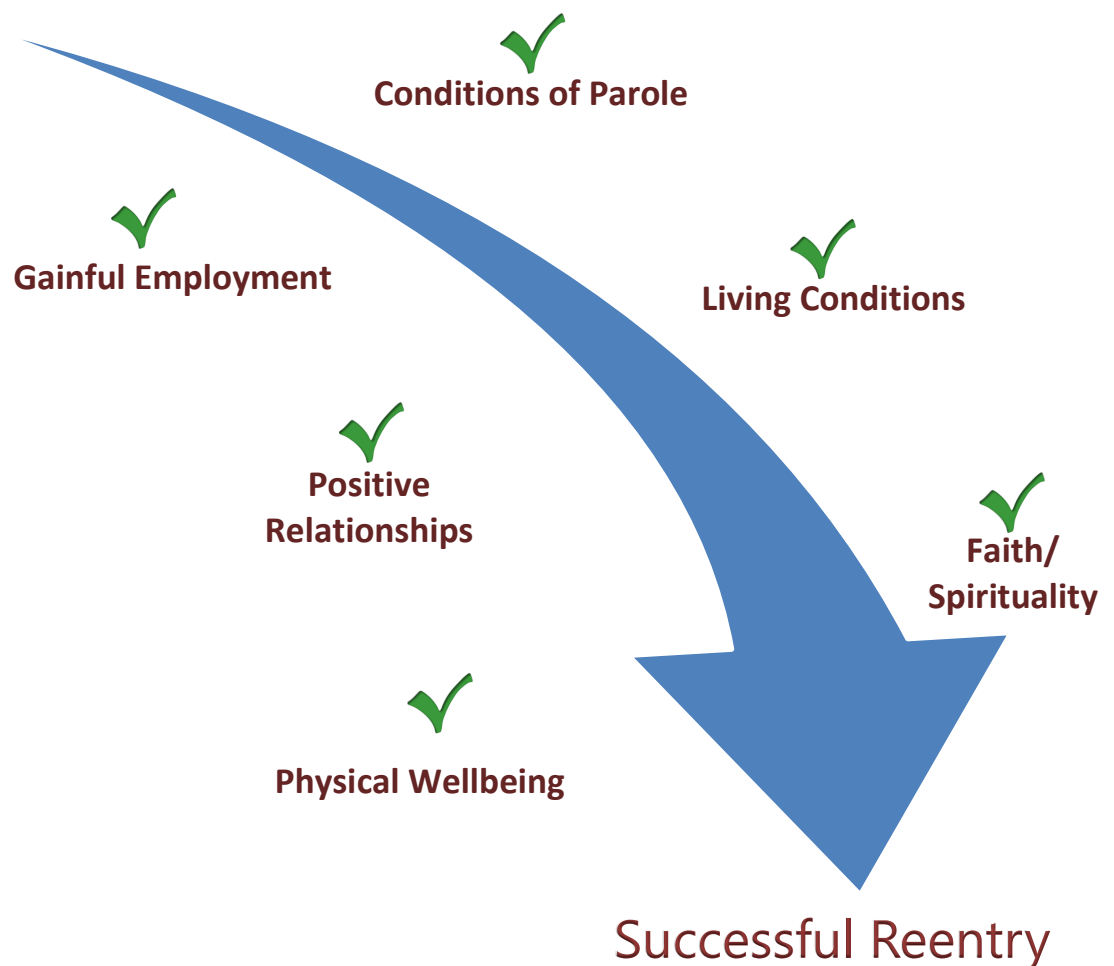 Conditions of Parole
Gainful Employment
Living Conditions
Positive
Relationships
Faith/
Spirituality
Physical Wellbeing
Successful Reentry